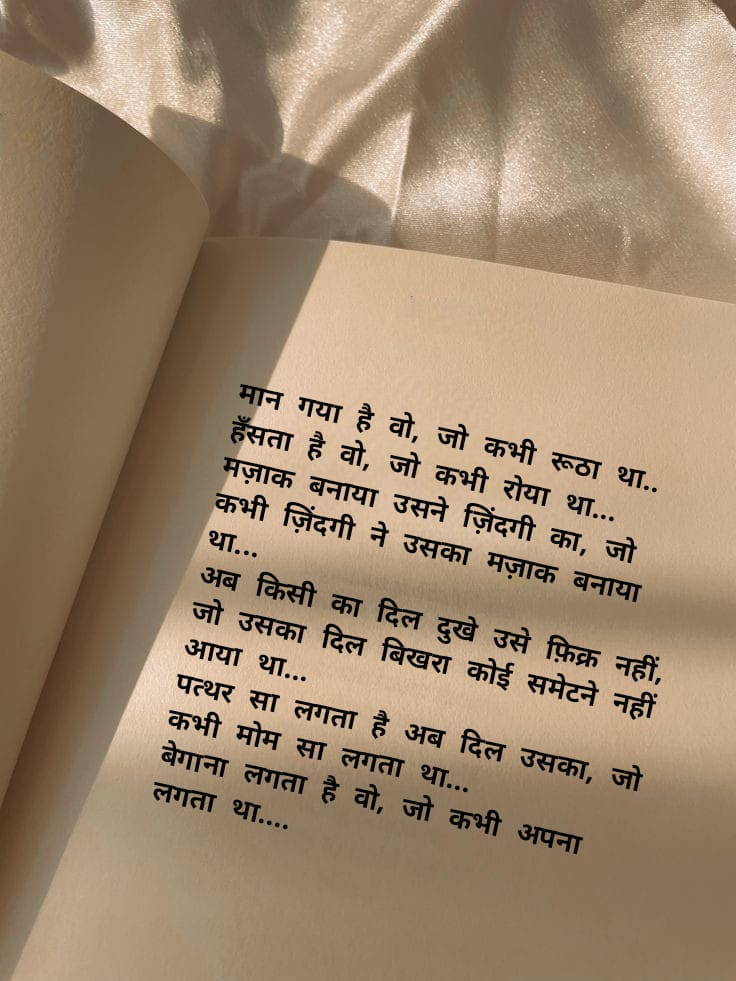 मान गया है वो, जो कभी रूठा था..
हँसता है वो, जो कभी रोया था...
मज़ाक बनाया उसने ज़िंदगी का, जो
कभी ज़िंदगी ने उसका मज़ाक बनाया
था...
अब किसी का दिल दुखे उसे फ़िक्र नहीं,
जो उसका दिल बिखरा कोई समेटने नहीं
आया था...
पत्थर सा लगता है अब दिल उसका, जो
कभी मोम सा लगता था...
बेगाना लगता है वो, जो कभी अपना
लगता था....